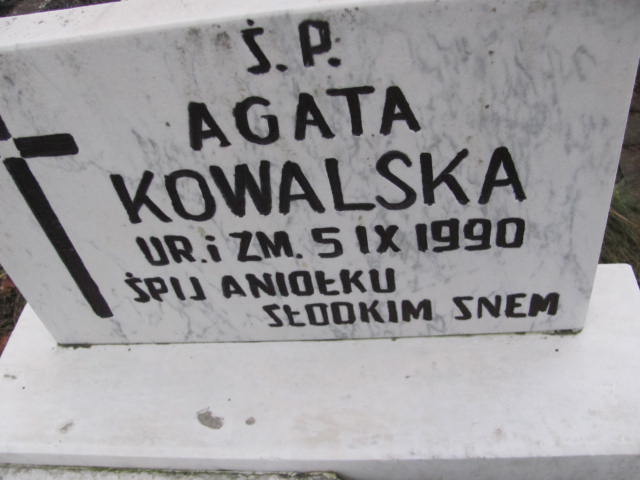 Ś.P.
AGATA
KOWALSKA
UR. i ZM. 5 IX 1990
ŚPIJ ANIOŁKU
SŁODKIM SNEM